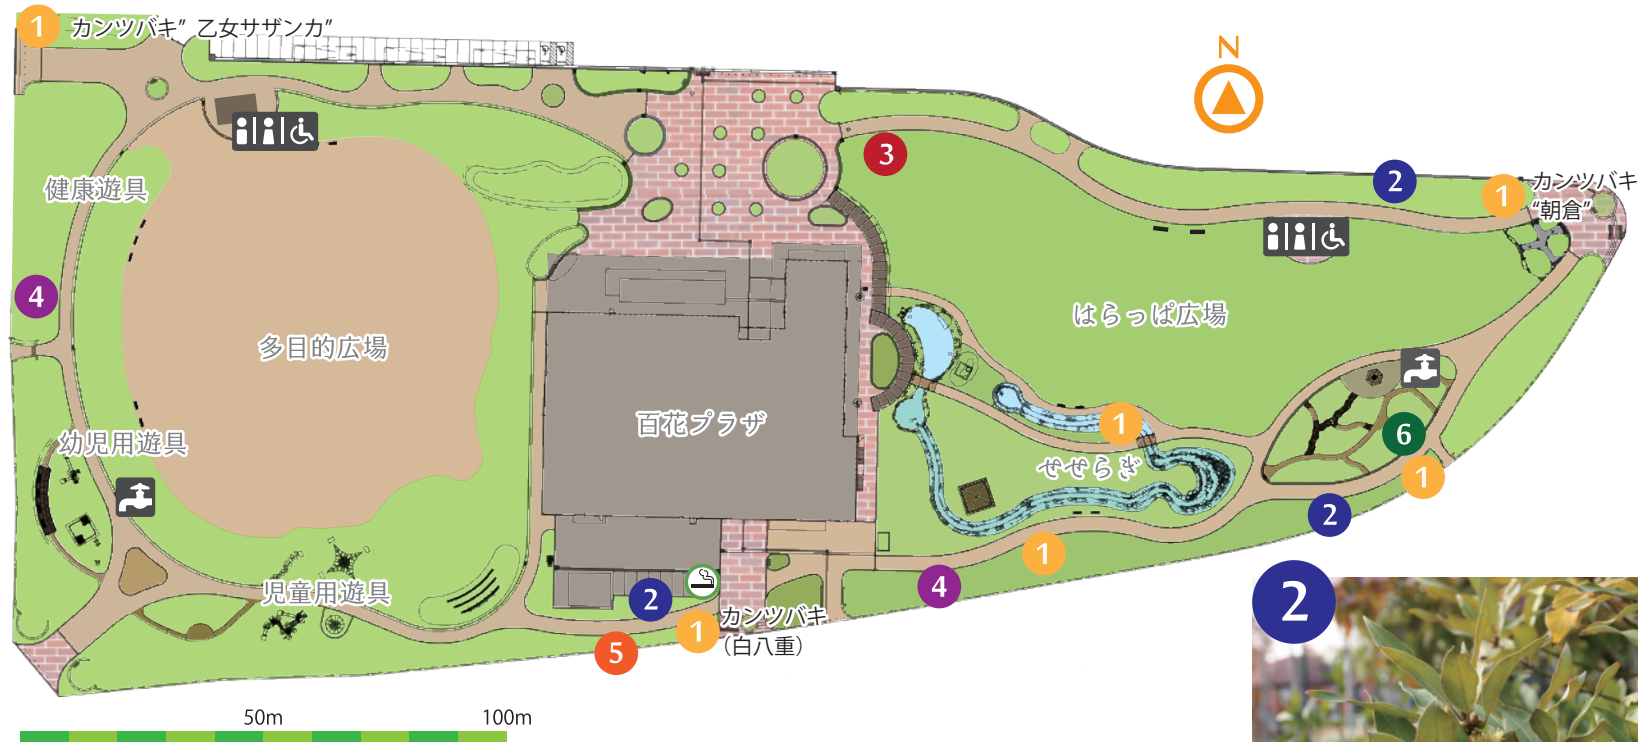 1 カンツバキ” 乙女サザンカ”
N
3
2
1 カンツバキ
“朝倉”
健康遊具
4
多目的広場
はらっぱ広場
百花プラザ
1
せせらぎ
6
1
幼児用遊具
2
1
児童用遊具
2
4
1 カンツバキ
（白八重）
5
2
50m
100m